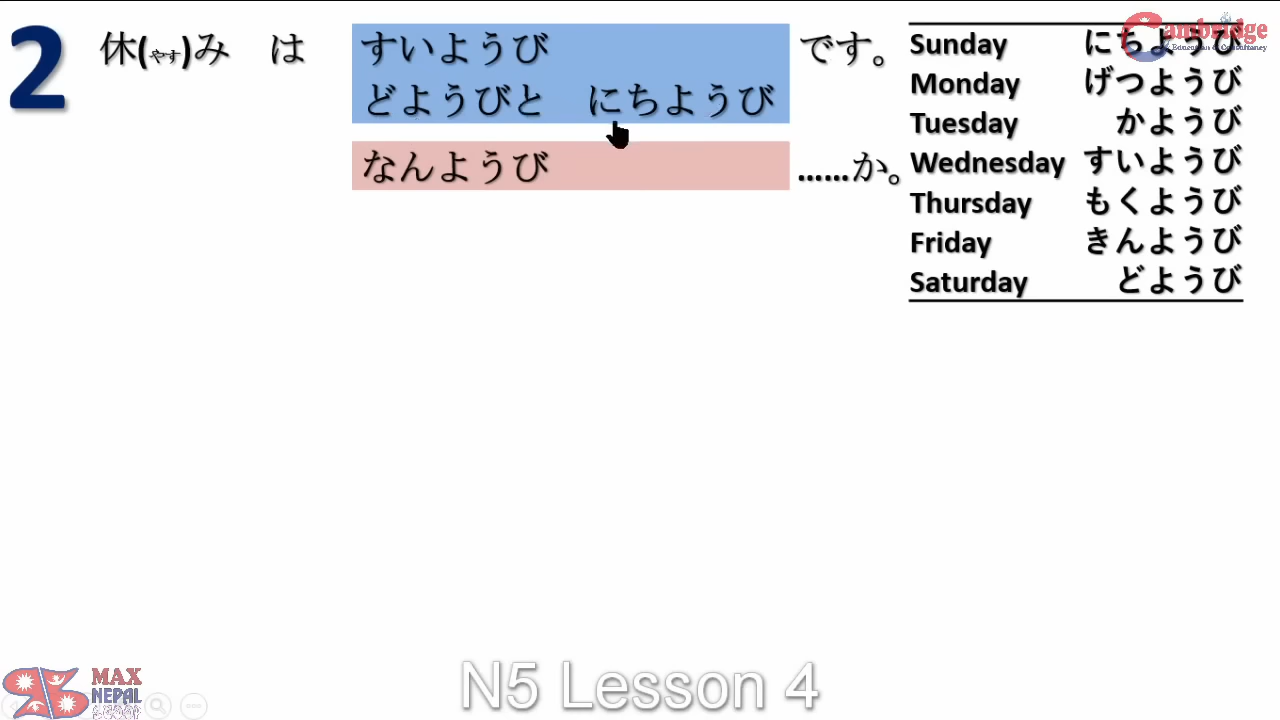 2
休(やす)み は
すいようび
どようびと にちようび
です。
なんようび
……か。
Sunday にちようび
Monday げつようび
Tuesday かようび
Wednesday すいようび
Thursday もくようび
Friday きんようび
Saturday どようび
Cambridge
Education & Consultancy
N5 Lesson 4
MAX
NEPAL